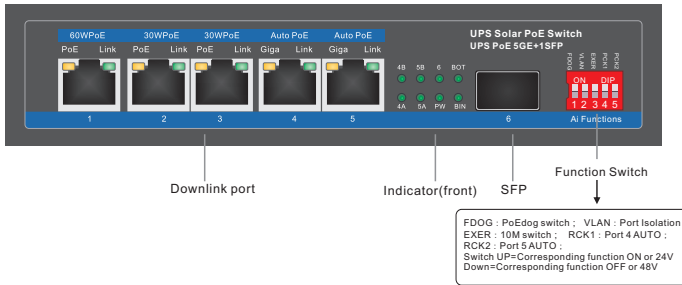 60WPoE 30WPoE 30WPoE Auto PoE Auto PoE
PoE Link PoE Link PoE Link Giga Link Giga Link
4B 5B 6 BOT
4A 5A PW BIN
UPS Solar PoE Switch
UPS PoE 5GE+1SFP
FDOG VLAN EXER PCK1 PCK2
ON DIP
1 2 3 4 5
1 2 3 4 5 6 Ai Functions
Downlink port
Indicator(front)
SFP
Function Switch
FDOG : PoEdog switch ; VLAN : Port Isolation
EXER : 10M switch ; RCK1 : Port 4 AUTO ;
RCK2 : Port 5 AUTO ;
Switch UP=Corresponding function ON or 24V
Down=Corresponding function OFF or 48V